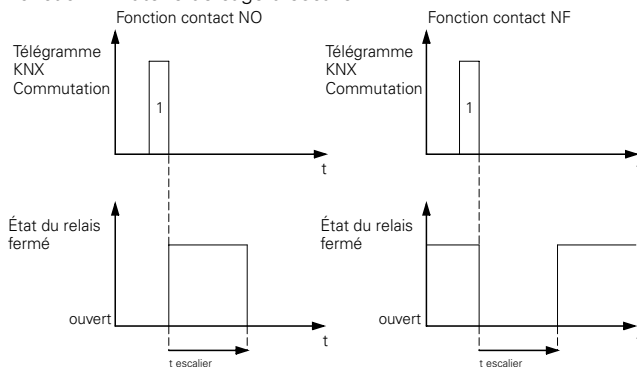 Fonction contact NO
Télégramme
KNX
Commutation
1
t
État du relais
fermé
ouvert
t
t escalier
Fonction contact NF
Télégramme
KNX
Commutation
1
t
État du relais
fermé
ouvert
t
t escalier